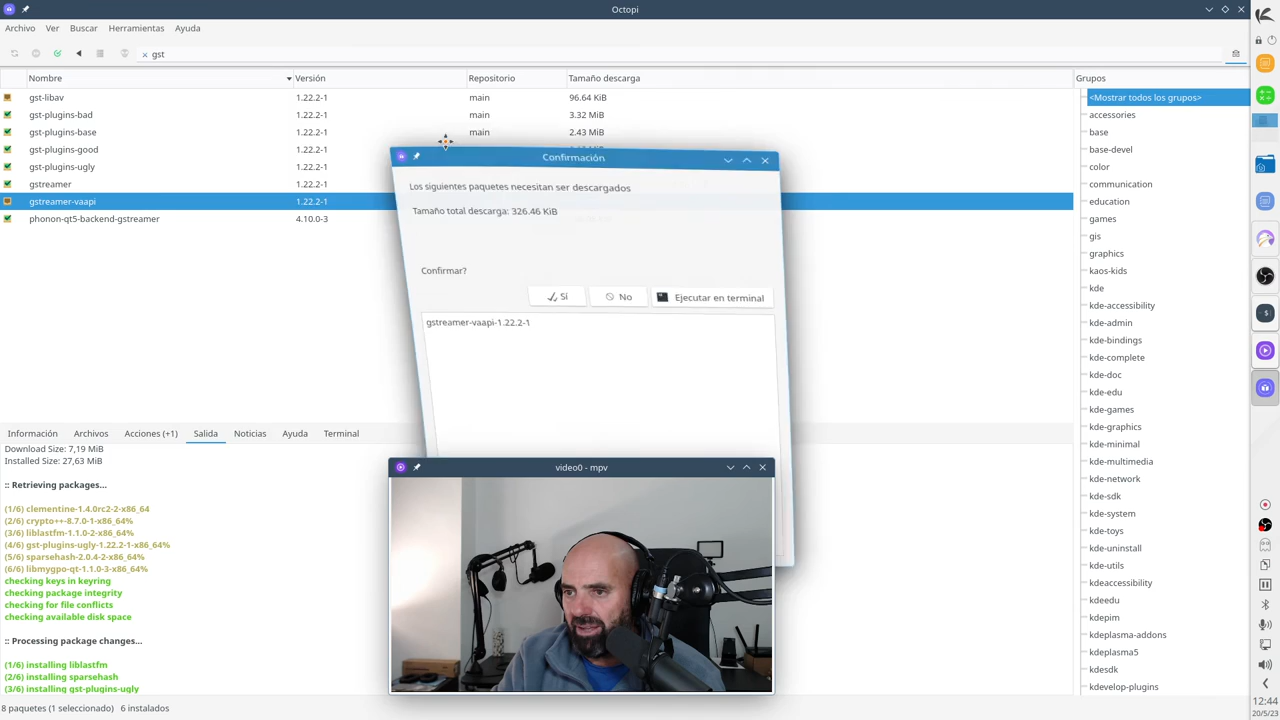 Octopi
Archivo Ver Buscar Herramientas Ayuda
gst
Nombre Versión Repositorio Tamaño descarga
gst-libav 1.22.2-1 main 96.64 KiB
gst-plugins-bad 1.22.2-1 main 3.32 MiB
gst-plugins-base 1.22.2-1 main 2.43 MiB
gst-plugins-good 1.22.2-1
gst-plugins-ugly 1.22.2-1
gstreamer 1.22.2-1
gstreamer-vaapi 1.22.2-1
phonon-qt5-backend-gstreamer 4.10.0-3
Confirmación
Los siguientes paquetes necesitan ser descargados
Tamaño total descarga: 326.46 KiB
Confirmar?
Sí No Ejecutar en terminal
gstreamer-vaapi-1.22.2-1
Grupos
<Mostrar todos los grupos>
accessories
base
base-devel
color
communication
education
games
gis
graphics
kaos-kids
kde
kde-accessibility
kde-admin
kde-bindings
kde-complete
kde-doc
kde-edu
kde-games
kde-graphics
kde-minimal
kde-multimedia
kde-network
kde-sdk
kde-system
kde-toys
kde-uninstall
kde-utils
kdeaccessibility
kdeedu
kdepim
kdeplasma-addons
kdeplasma5
kdesdk
kdevelop-plugins
Información Archivos Acciones (+1) Salida Noticias Ayuda Terminal
Download Size: 7,19 MiB
Installed Size: 27,63 MiB
:: Retrieving packages...
(1/6) clementine-1.4.0rc2-2-x86_64
(2/6) crypto++-8.7.0-1-x86_64%
(3/6) liblastfm-1.1.0-2-x86_64%
(4/6) gst-plugins-ugly-1.22.2-1-x86_64%
(5/6) sparsehash-2.0.4-2-x86_64%
(6/6) libmygpo-qt-1.1.0-3-x86_64%
checking keys in keyring
checking package integrity
checking for file conflicts
checking available disk space
:: Processing package changes...
(1/6) installing liblastfm
(2/6) installing sparsehash
(3/6) installing gst-plugins-ugly
video0 - mpv
8 paquetes (1 seleccionado) 6 instalados
12:44
20/5/23